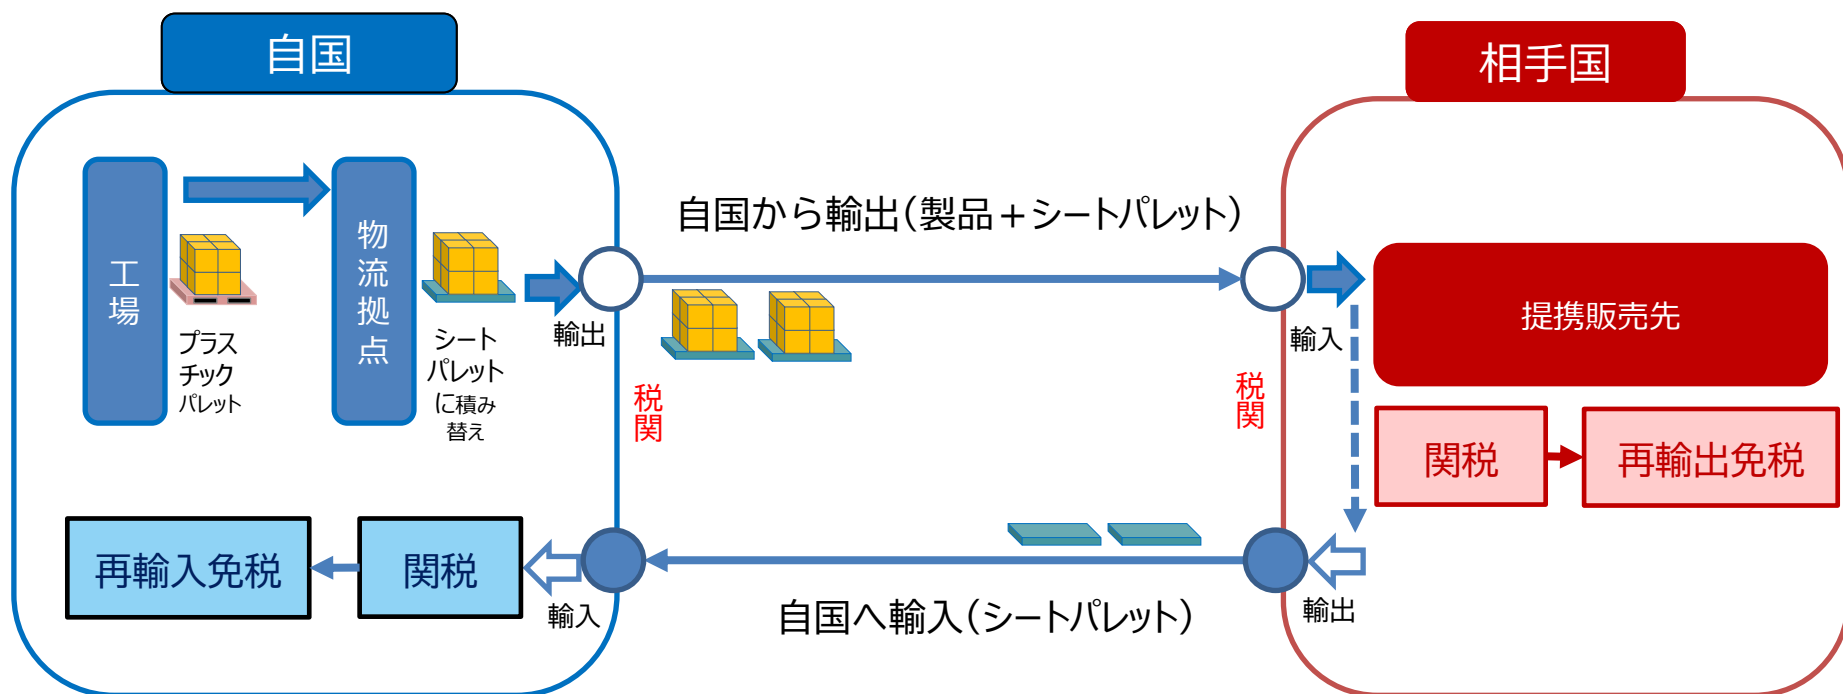 自国
相手国
工場
プラス
チック
パレット
物流拠点
シート
パレット
に積み
替え
輸出
税関
自国から輸出(製品+シートパレット)
税関
輸入
提携販売先
関税
再輸出免税
再輸入免税
関税
輸入
自国へ輸入(シートパレット)
輸出